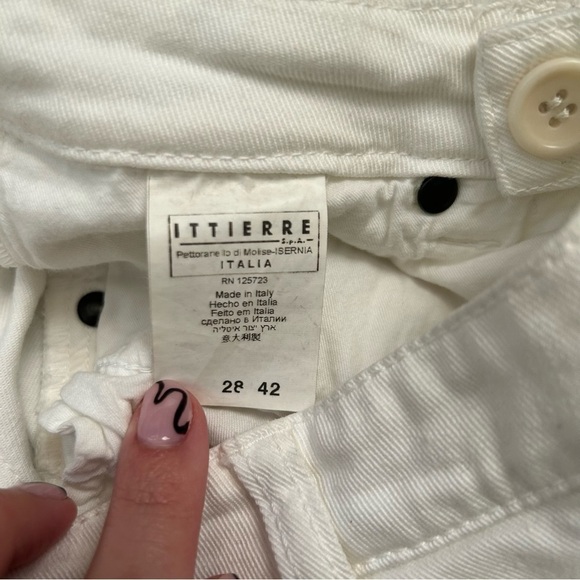 ITTIERRE
S.p.A.
Pettoranello di Molise-ISERNIA
ITALIA
RN 125723
Made in Italy
Hecho en Italia
Feito em Italia
сделано в Италии
ארץ יצור איטליה
意大利製
28 42